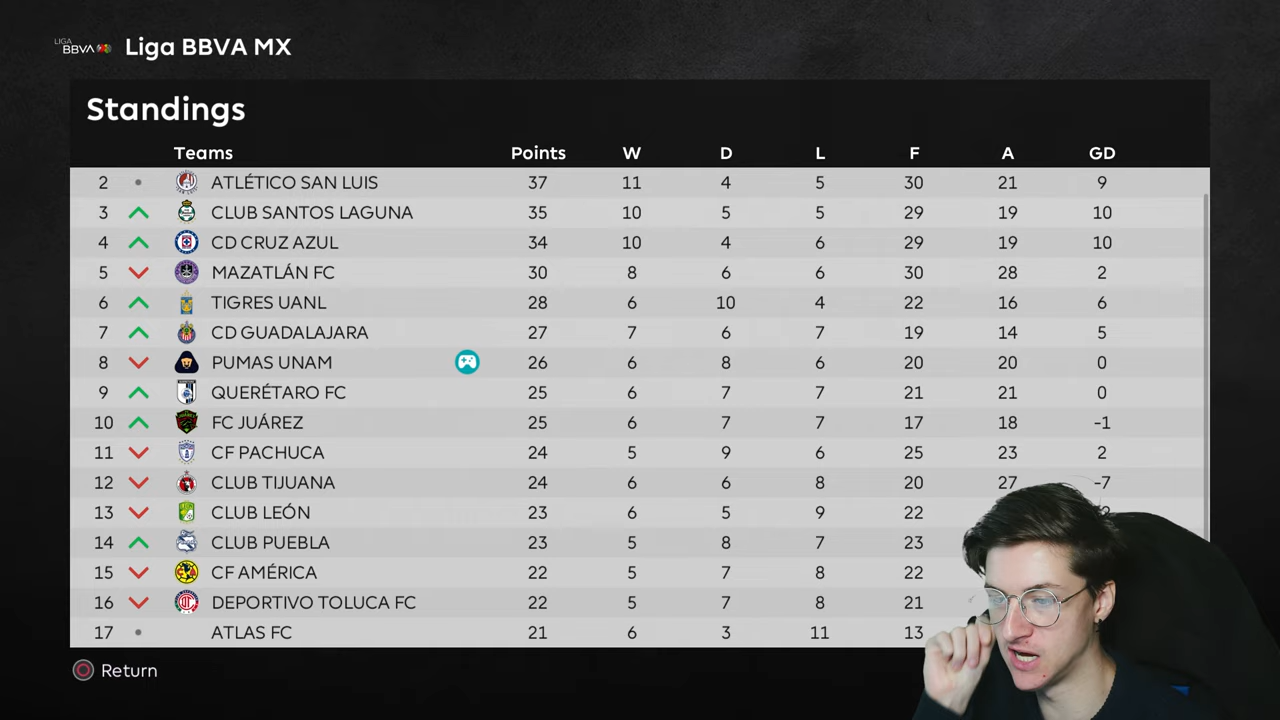 LIGA BBVA MX Liga BBVA MX
Standings
Teams Points W D L F A GD
2 ATLÉTICO SAN LUIS 37 11 4 5 30 21 9
3 CLUB SANTOS LAGUNA 35 10 5 5 29 19 10
4 CD CRUZ AZUL 34 10 4 6 29 19 10
5 MAZATLÁN FC 30 8 6 6 30 28 2
6 TIGRES UANL 28 6 10 4 22 16 6
7 CD GUADALAJARA 27 7 6 7 19 14 5
8 PUMAS UNAM 26 6 8 6 20 20 0
9 QUERÉTARO FC 25 6 7 7 21 21 0
10 FC JUÁREZ 25 6 7 7 17 18 -1
11 CF PACHUCA 24 5 9 6 25 23 2
12 CLUB TIJUANA 24 6 6 8 20 27 -7
13 CLUB LEÓN 23 6 5 9 22
14 CLUB PUEBLA 23 5 8 7 23
15 CF AMÉRICA 22 5 7 8 22
16 DEPORTIVO TOLUCA FC 22 5 7 8 21
17 ATLAS FC 21 6 3 11 13
Return